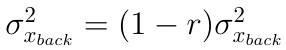 σ²_{x_{back}} = (1 − r)σ²_{x_{back}}